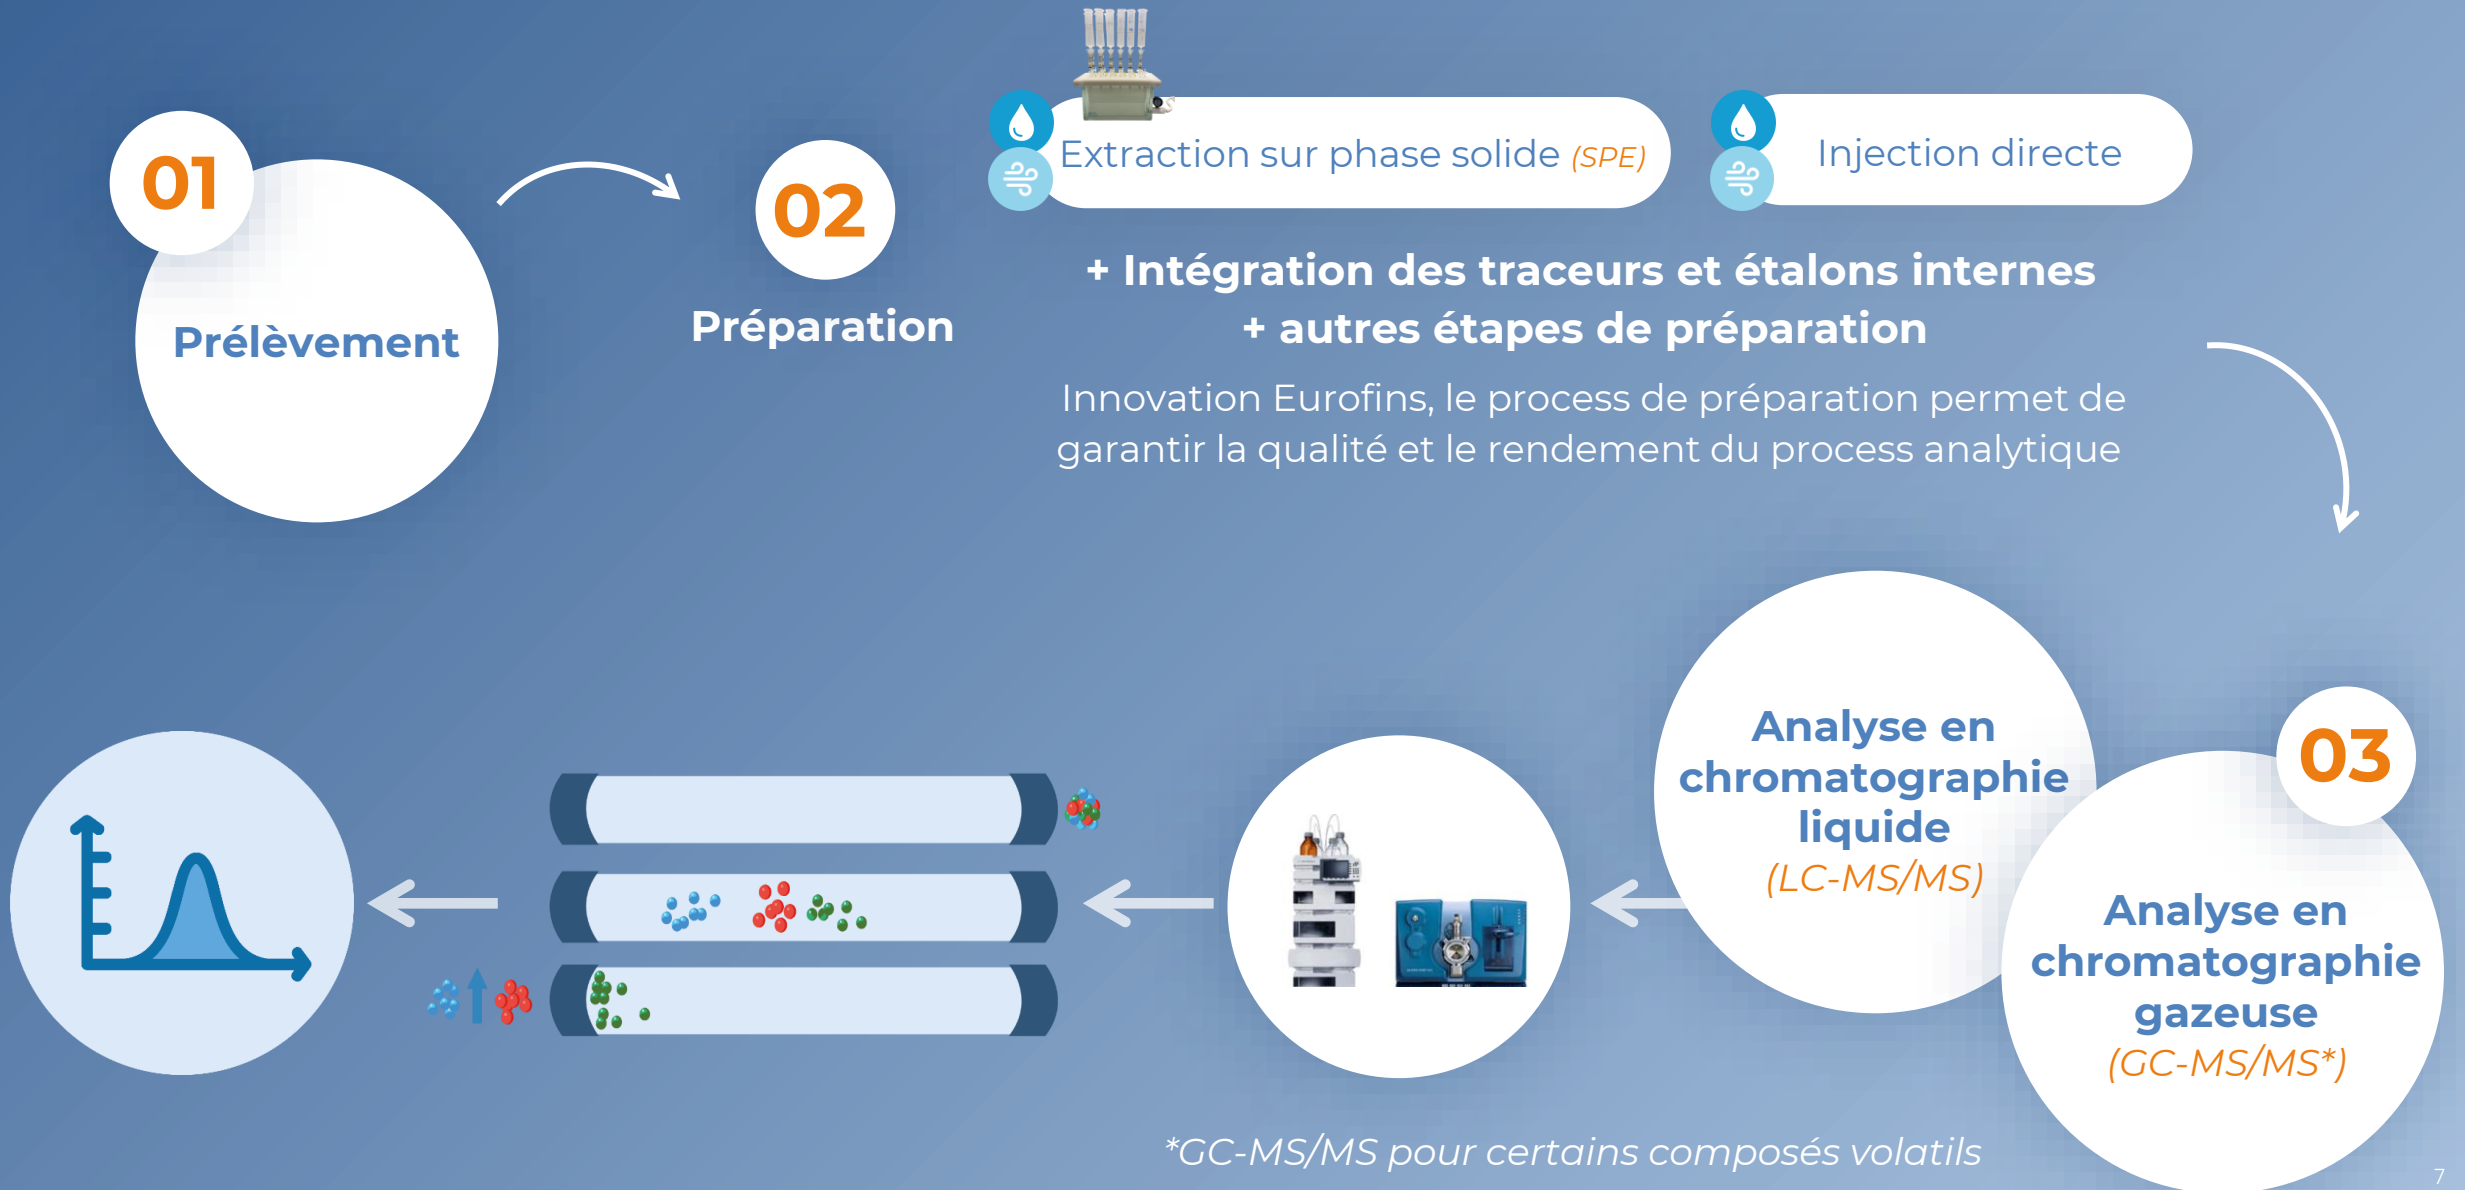 01
Prélèvement
02
Préparation
Extraction sur phase solide (SPE)
Injection directe
+ Intégration des traceurs et étalons internes
+ autres étapes de préparation
Innovation Eurofins, le process de préparation permet de
garantir la qualité et le rendement du process analytique
03
Analyse en
chromatographie
liquide
(LC-MS/MS)
Analyse en
chromatographie
gazeuse
(GC-MS/MS*)
*GC-MS/MS pour certains composés volatils
7